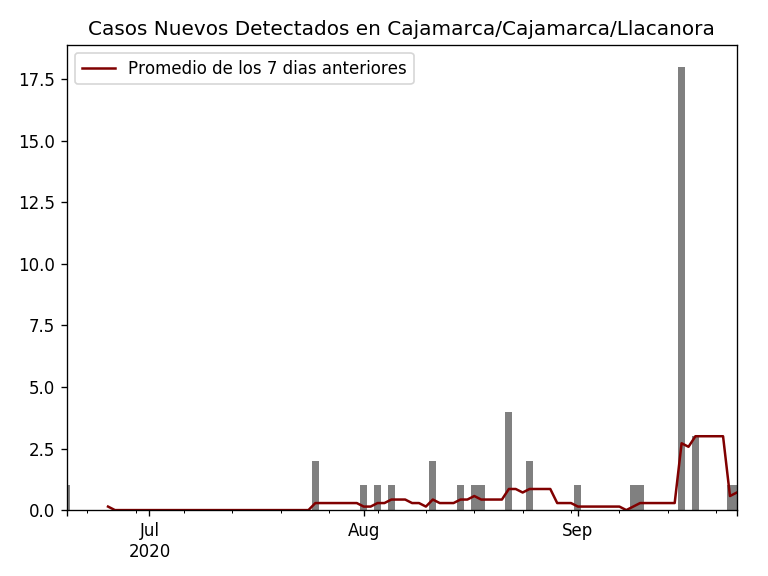 Casos Nuevos Detectados en Cajamarca/Cajamarca/Llacanora
Promedio de los 7 dias anteriores
17.5
15.0
12.5
10.0
7.5
5.0
2.5
0.0
Jul
2020
Aug
Sep